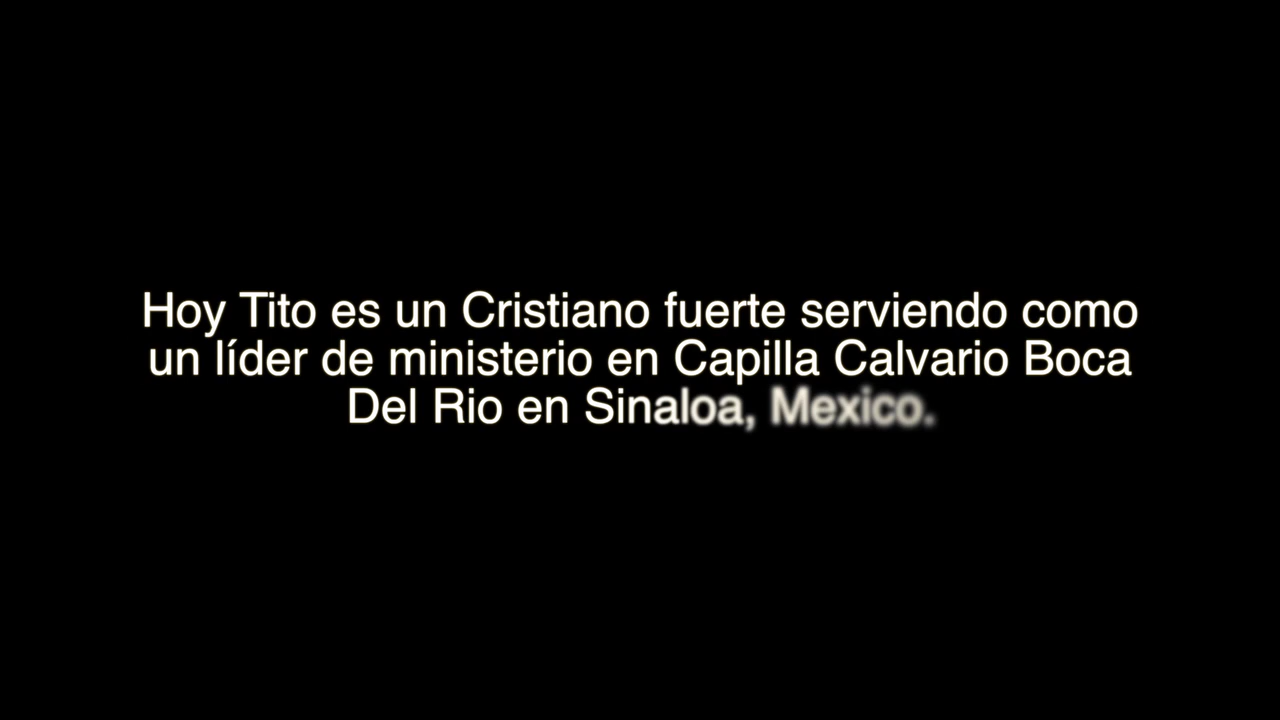 Hoy Tito es un Cristiano fuerte serviendo como
un líder de ministerio en Capilla Calvario Boca
Del Rio en Sinaloa, Mexico.